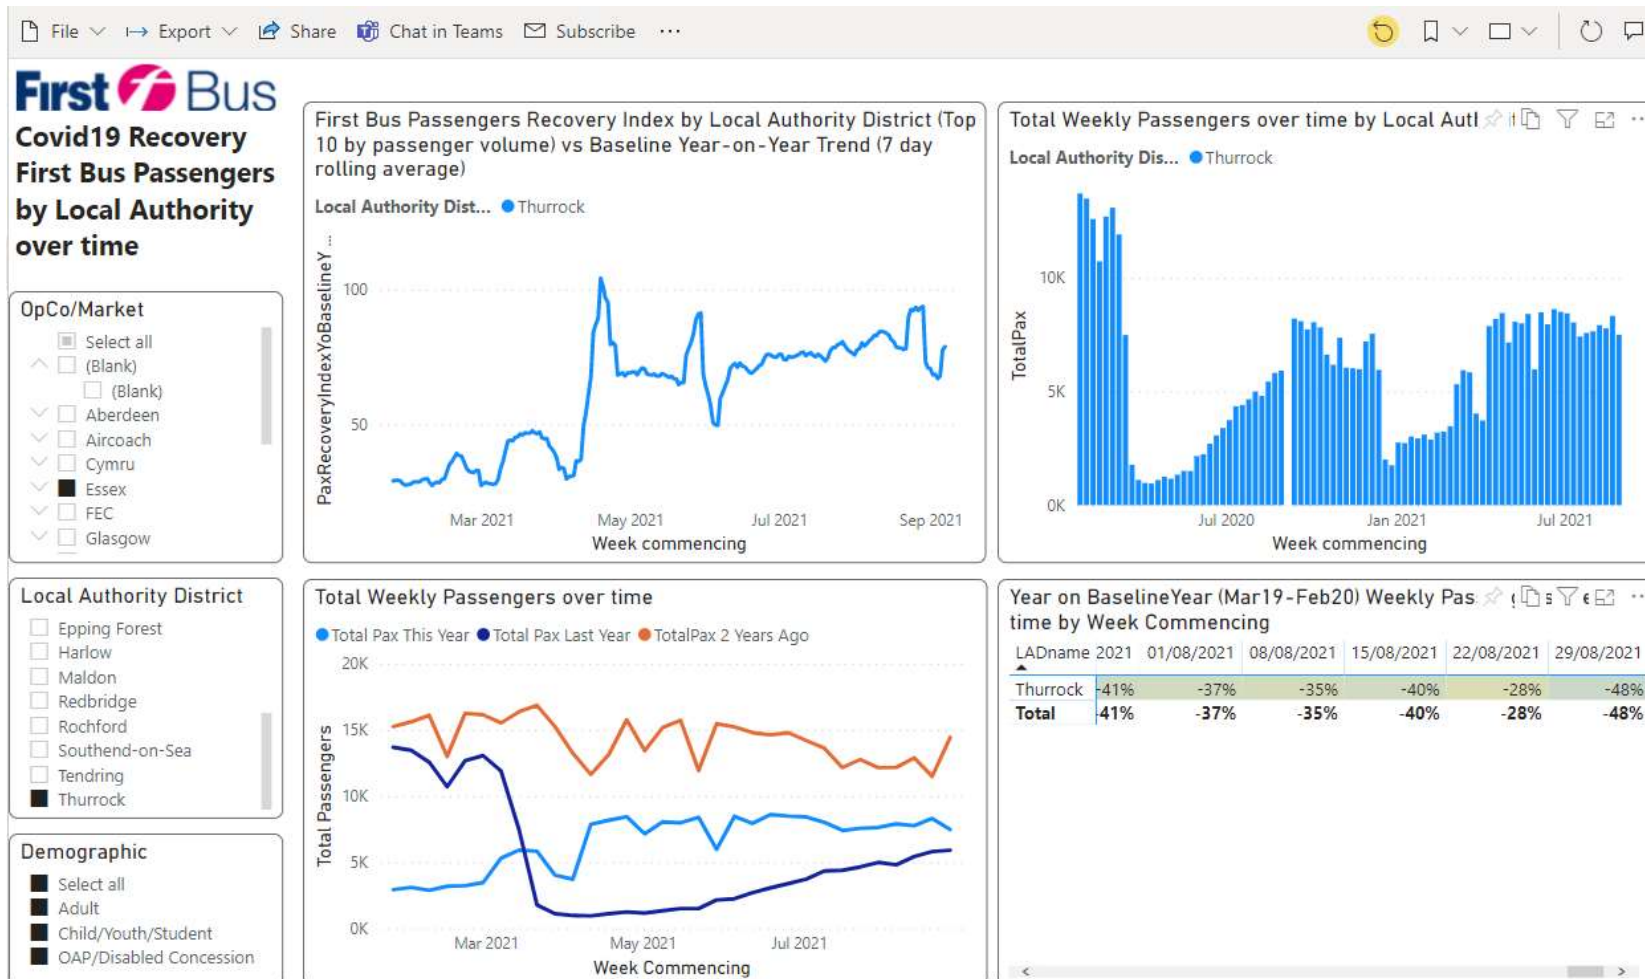 File Export Share Chat in Teams Subscribe ...
First Bus
Covid19 Recovery
First Bus Passengers
by Local Authority
over time
OpCo/Market
Select all
(Blank)
(Blank)
Aberdeen
Aircoach
Cymru
Essex
FEC
Glasgow
Local Authority District
Epping Forest
Harlow
Maldon
Redbridge
Rochford
Southend-on-Sea
Tendring
Thurrock
Demographic
Select all
Adult
Child/Youth/Student
OAP/Disabled Concession
First Bus Passengers Recovery Index by Local Authority District (Top
10 by passenger volume) vs Baseline Year-on-Year Trend (7 day
rolling average)
Local Authority Dist... Thurrock
PaxRecoveryIndexYoBaselineY ...
100
50
Mar 2021 May 2021 Jul 2021 Sep 2021
Week commencing
Total Weekly Passengers over time by Local Autl
Local Authority Dis... Thurrock
TotalPax
10K
5K
0K
Jul 2020 Jan 2021 Jul 2021
Week commencing
Total Weekly Passengers over time
Total Pax This Year Total Pax Last Year TotalPax 2 Years Ago
Total Passengers
20K
15K
10K
5K
0K
Mar 2021 May 2021 Jul 2021
Week Commencing
Year on BaselineYear (Mar19-Feb20) Weekly Pas
time by Week Commencing
LADname 2021 01/08/2021 08/08/2021 15/08/2021 22/08/2021 29/08/2021
Thurrock -41% -37% -35% -40% -28% -48%
Total -41% -37% -35% -40% -28% -48%